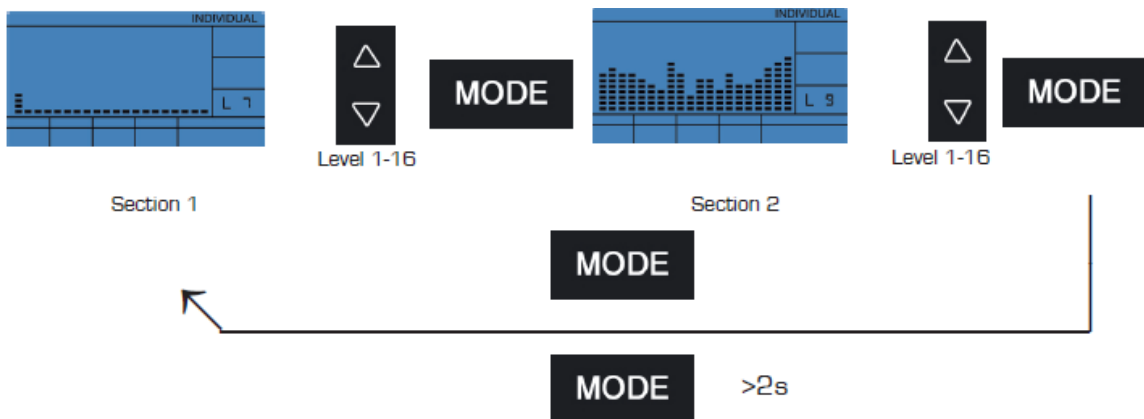 INDIVIDUAL
L 7
MODE
Level 1-16
Section 1
INDIVIDUAL
L 9
MODE
Level 1-16
Section 2
MODE
MODE >2s